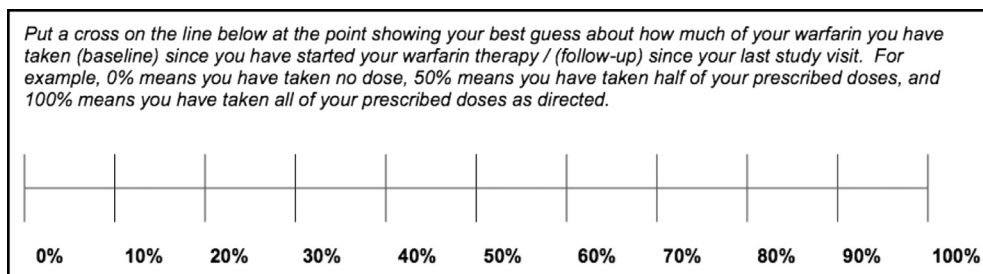 Put a cross on the line below at the point showing your best guess about how much of your warfarin you have
taken (baseline) since you have started your warfarin therapy / (follow-up) since your last study visit.  For
example, 0% means you have taken no dose, 50% means you have taken half of your prescribed doses, and
100% means you have taken all of your prescribed doses as directed.
0% 10% 20% 30% 40% 50% 60% 70% 80% 90% 100%